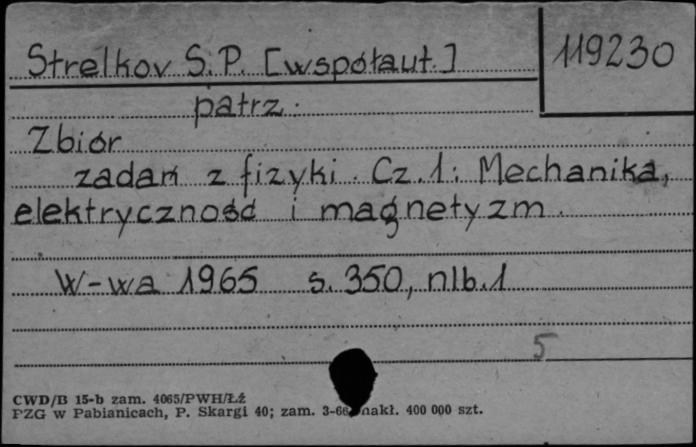 Strelkov S.P. [współaut.]
119230
patrz:
Zbiór
zadań z fizyki. Cz.1: Mechanika,
elektryczność i magnetyzm.
W-wa 1965 s. 350, nlb.1
5
CWD/B 15-b zam. 4065/PWH/Łź
PZG w Pabianicach, P. Skargi 40; zam. 3-66 nakł. 400 000 szt.